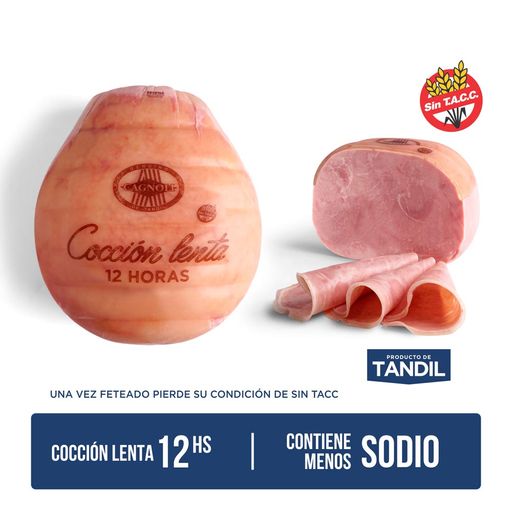 Sin T.A.C.C.
CAGNOLI
Cocción lenta
12 HORAS
PRODUCTO DE
TANDIL
UNA VEZ FETEADO PIERDE SU CONDICIÓN DE SIN TACC
COCCIÓN LENTA 12 HS
CONTIENE
MENOS SODIO